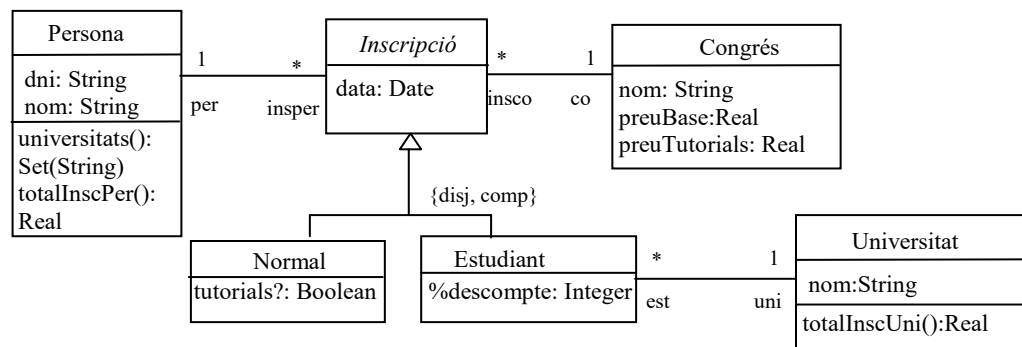 Persona
dni: String
nom: String
universitats():
Set(String)
totalInscPer():
Real
1
per
*
insper
Inscripció
data: Date
*
insco
1
co
Congrés
nom: String
preuBase:Real
preuTutorials: Real
{disj, comp}
Normal
tutorials?: Boolean
Estudiant
%descompte: Integer
*
est
1
uni
Universitat
nom:String
totalInscUni():Real